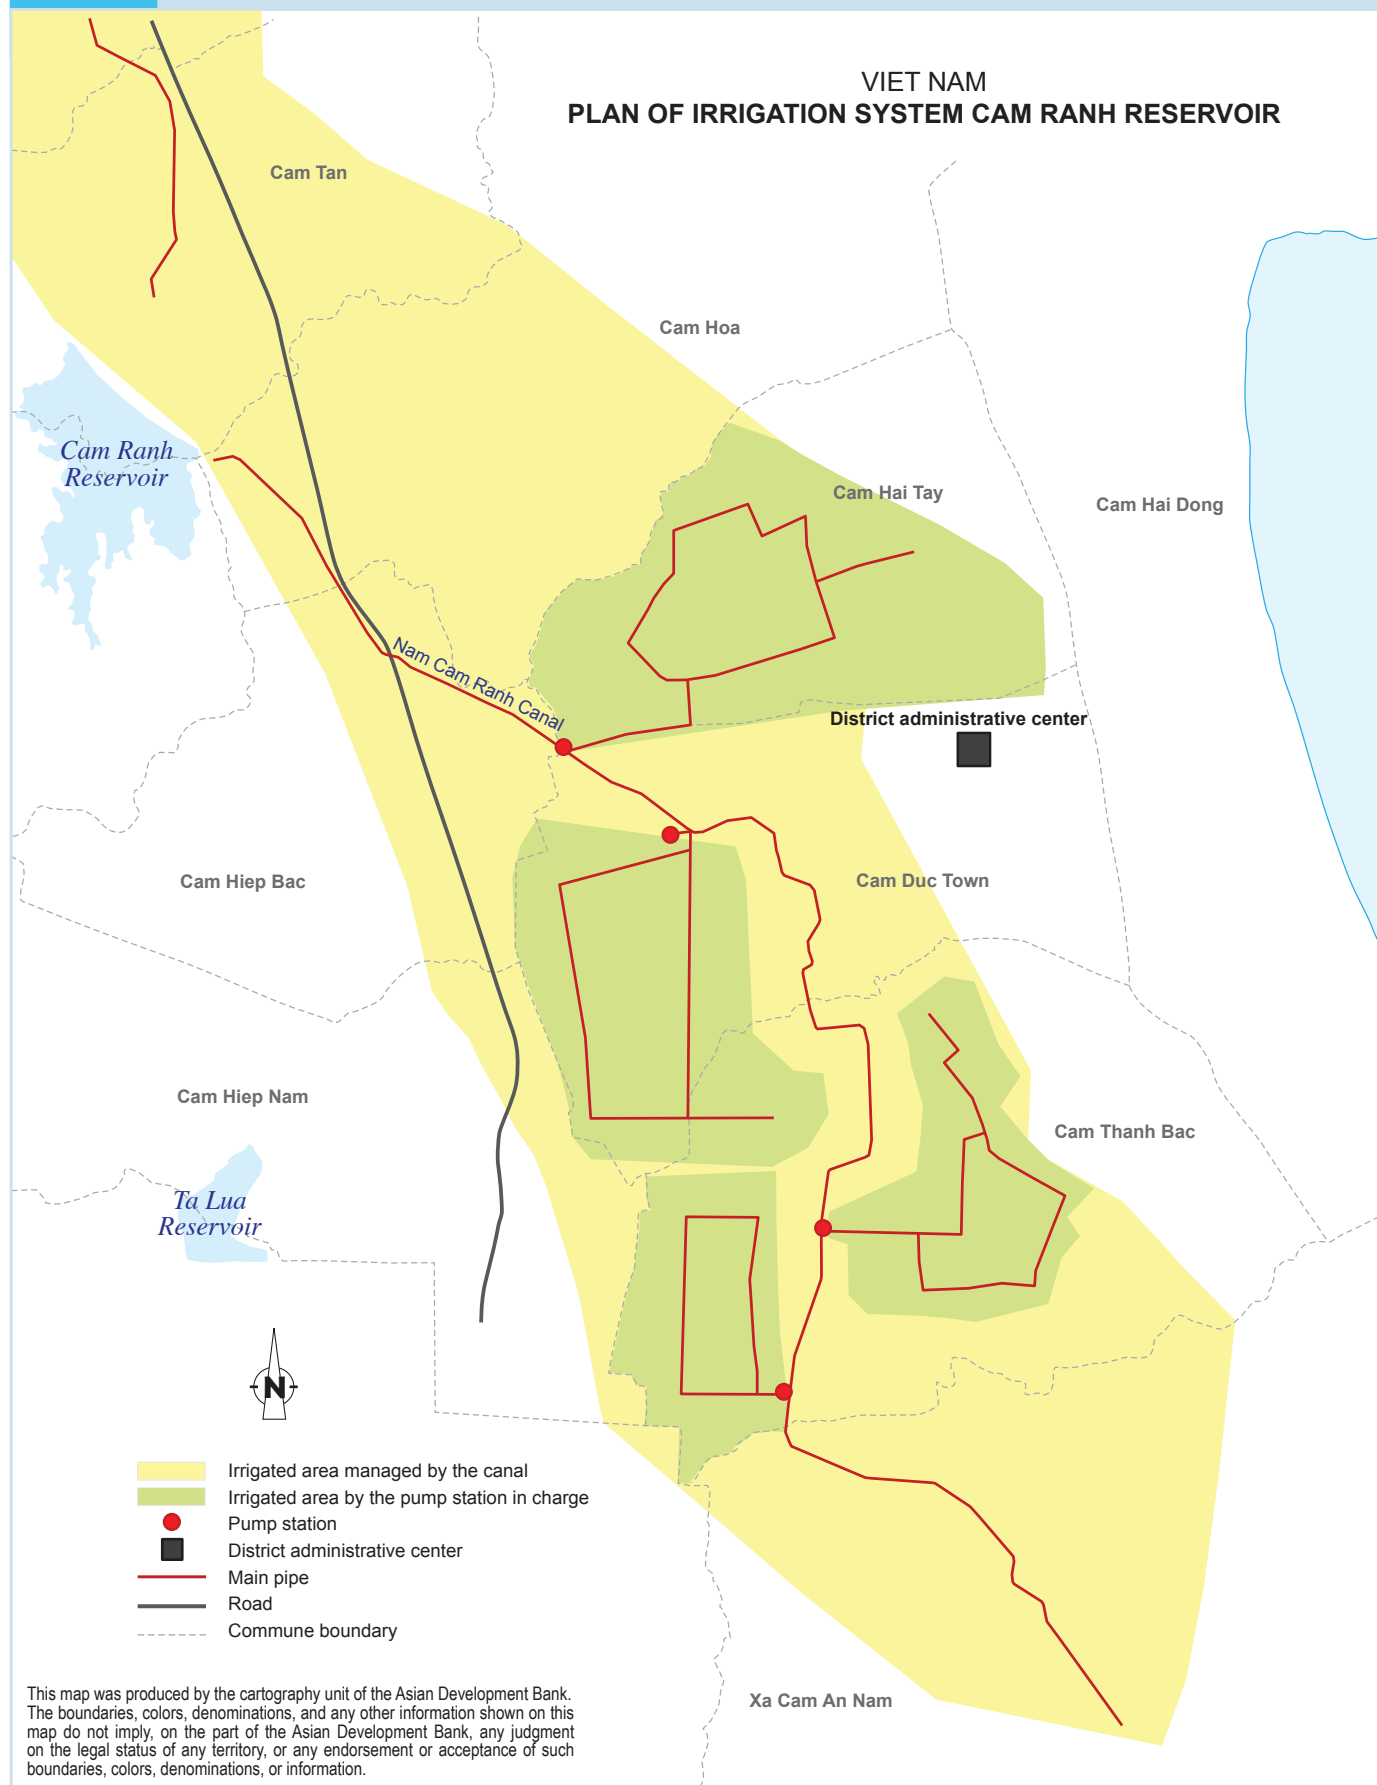 VIET NAM
PLAN OF IRRIGATION SYSTEM CAM RANH RESERVOIR
Cam Tan
Cam Hoa
Cam Ranh
Reservoir
Cam Hai Tay
Cam Hai Dong
Nam Cam Ranh Canal
District administrative center
Cam Hiep Bac
Cam Duc Town
Cam Hiep Nam
Cam Thanh Bac
Ta Lua
Reservoir
N
Irrigated area managed by the canal
Irrigated area by the pump station in charge
Pump station
District administrative center
Main pipe
Road
Commune boundary
Xa Cam An Nam
This map was produced by the cartography unit of the Asian Development Bank.
The boundaries, colors, denominations, and any other information shown on this
map do not imply, on the part of the Asian Development Bank, any judgment
on the legal status of any territory, or any endorsement or acceptance of such
boundaries, colors, denominations, or information.